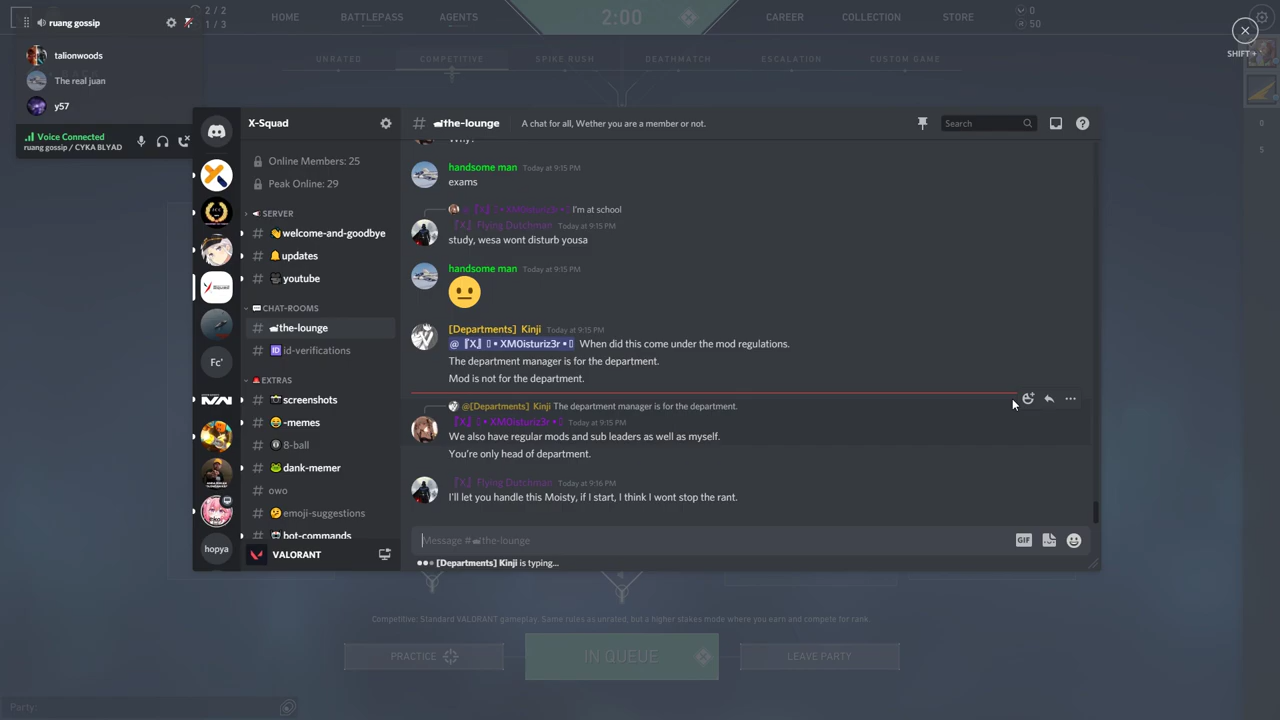 ruang gossip
2 / 2
1 / 3
HOME
BATTLEPASS
AGENTS
2:00
CAREER
COLLECTION
STORE
0
50
SHIFT+
talionwoods
The real juan
y57
Voice Connected
ruang gossip / CYKA BLYAD
UNRATED
COMPETITIVE
SPIKE RUSH
DEATHMATCH
ESCALATION
CUSTOM GAME
X-Squad
the-lounge
A chat for all, Wether you are a member or not.
Search
Online Members: 25
Peak Online: 29
SERVER
welcome-and-goodbye
updates
youtube
CHAT-ROOMS
the-lounge
id-verifications
EXTRAS
screenshots
-memes
8-ball
dank-memer
owo
emoji-suggestions
bot-commands
Fc'
hopya
VALORANT
handsome man Today at 9:15 PM
exams
I'm at school
『X』 Flying Dutchman Today at 9:15 PM
study, wesa wont disturb yousa
handsome man Today at 9:15 PM
[Departments] Kinji Today at 9:15 PM
@『X』 • XM0isturiz3r • When did this come under the mod regulations.
The department manager is for the department.
Mod is not for the department.
@[Departments] Kinji The department manager is for the department.
『X』 • XM0isturiz3r • Today at 9:15 PM
We also have regular mods and sub leaders as well as myself.
You're only head of department.
『X』 Flying Dutchman Today at 9:16 PM
I'll let you handle this Moisty, if I start, I think I wont stop the rant.
Message #the-lounge
GIF
[Departments] Kinji is typing...
Competitive: Standard VALORANT gameplay. Same rules as unrated, but a higher stakes mode where you earn and compete for rank.
PRACTICE
IN QUEUE
LEAVE PARTY
Party:
0
5